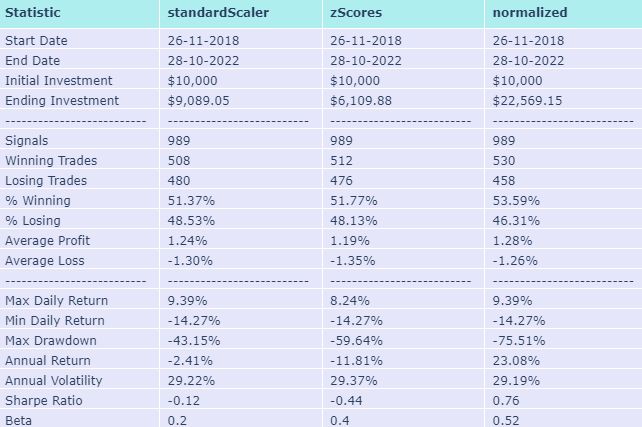 Statistic standardScaler zScores normalized
Start Date 26-11-2018 26-11-2018 26-11-2018
End Date 28-10-2022 28-10-2022 28-10-2022
Initial Investment $10,000 $10,000 $10,000
Ending Investment $9,089.05 $6,109.88 $22,569.15
------------------------- ------------------------- ------------------------- -------------------------
Signals 989 989 989
Winning Trades 508 512 530
Losing Trades 480 476 458
% Winning 51.37% 51.77% 53.59%
% Losing 48.53% 48.13% 46.31%
Average Profit 1.24% 1.19% 1.28%
Average Loss -1.30% -1.35% -1.26%
------------------------- ------------------------- ------------------------- -------------------------
Max Daily Return 9.39% 8.24% 9.39%
Min Daily Return -14.27% -14.27% -14.27%
Max Drawdown -43.15% -59.64% -75.51%
Annual Return -2.41% -11.81% 23.08%
Annual Volatility 29.22% 29.37% 29.19%
Sharpe Ratio -0.12 -0.44 0.76
Beta 0.2 0.4 0.52